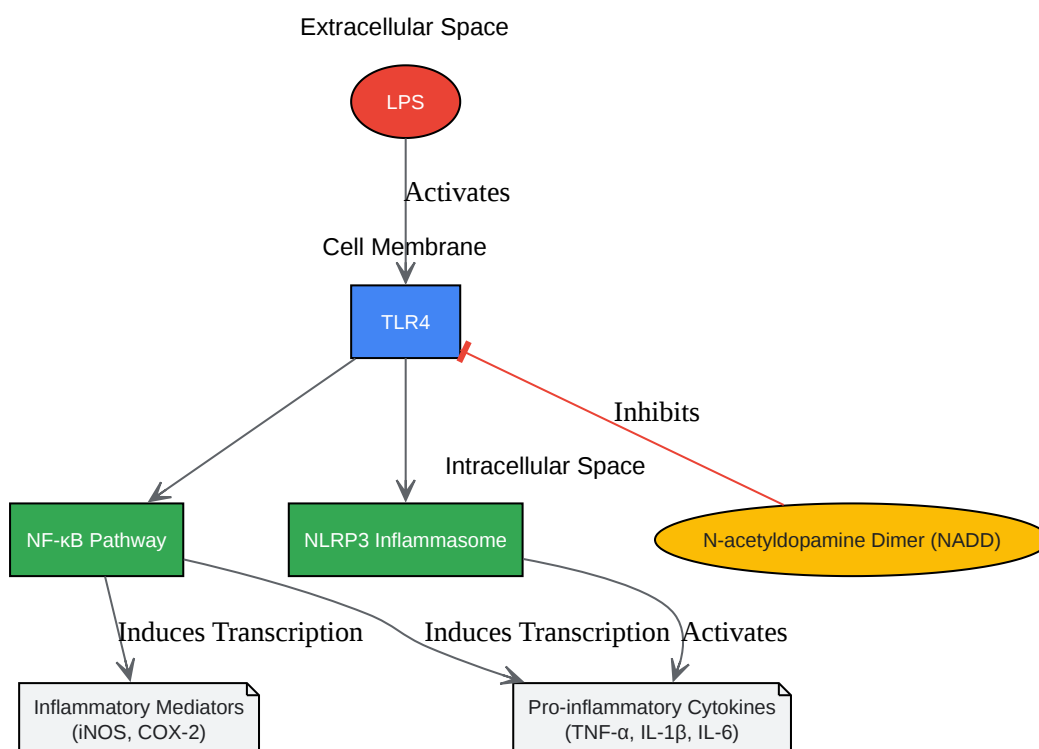 Extracellular Space
LPS
Activates
Cell Membrane
TLR4
Inhibits
Intracellular Space
NF-κB Pathway
NLRP3 Inflammasome
N-acetyldopamine Dimer (NADD)
Induces Transcription
Induces Transcription
Activates
Inflammatory Mediators
(iNOS, COX-2)
Pro-inflammatory Cytokines
(TNF-α, IL-1β, IL-6)